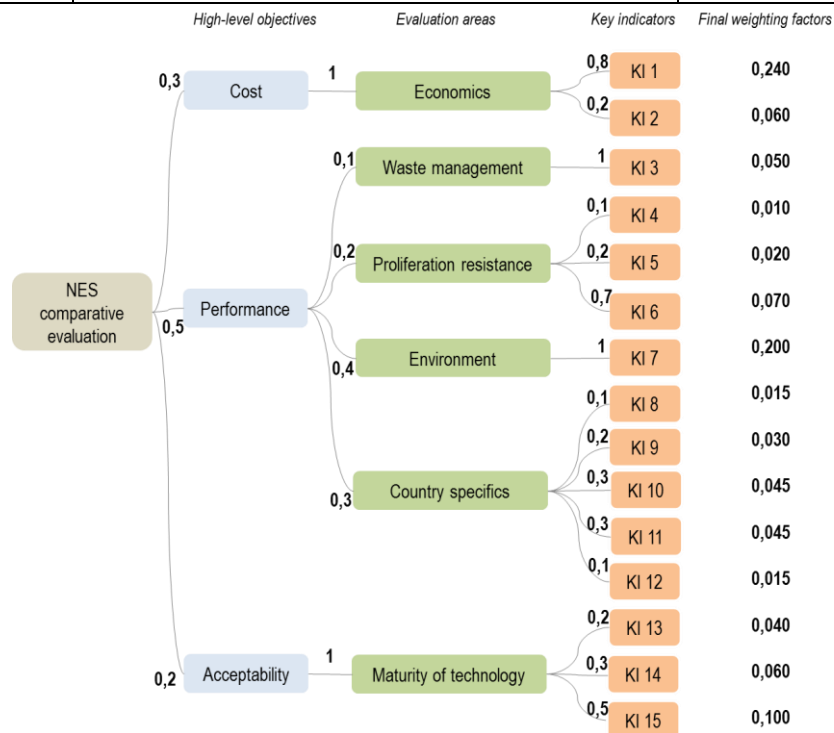 High-level objectives Evaluation areas Key indicators Final weighting factors
0,3 Cost 1 Economics 0,8 KI 1 0,240
0,2 KI 2 0,060
0,1 Waste management 1 KI 3 0,050
0,1 KI 4 0,010
0,2 Proliferation resistance 0,2 KI 5 0,020
0,7 KI 6 0,070
NES
comparative
evaluation
0,5 Performance
0,4 Environment 1 KI 7 0,200
0,1 KI 8 0,015
0,2 KI 9 0,030
0,3 Country specifics 0,3 KI 10 0,045
0,3 KI 11 0,045
0,1 KI 12 0,015
0,2 KI 13 0,040
0,2 Acceptability 1 Maturity of technology 0,3 KI 14 0,060
0,5 KI 15 0,100